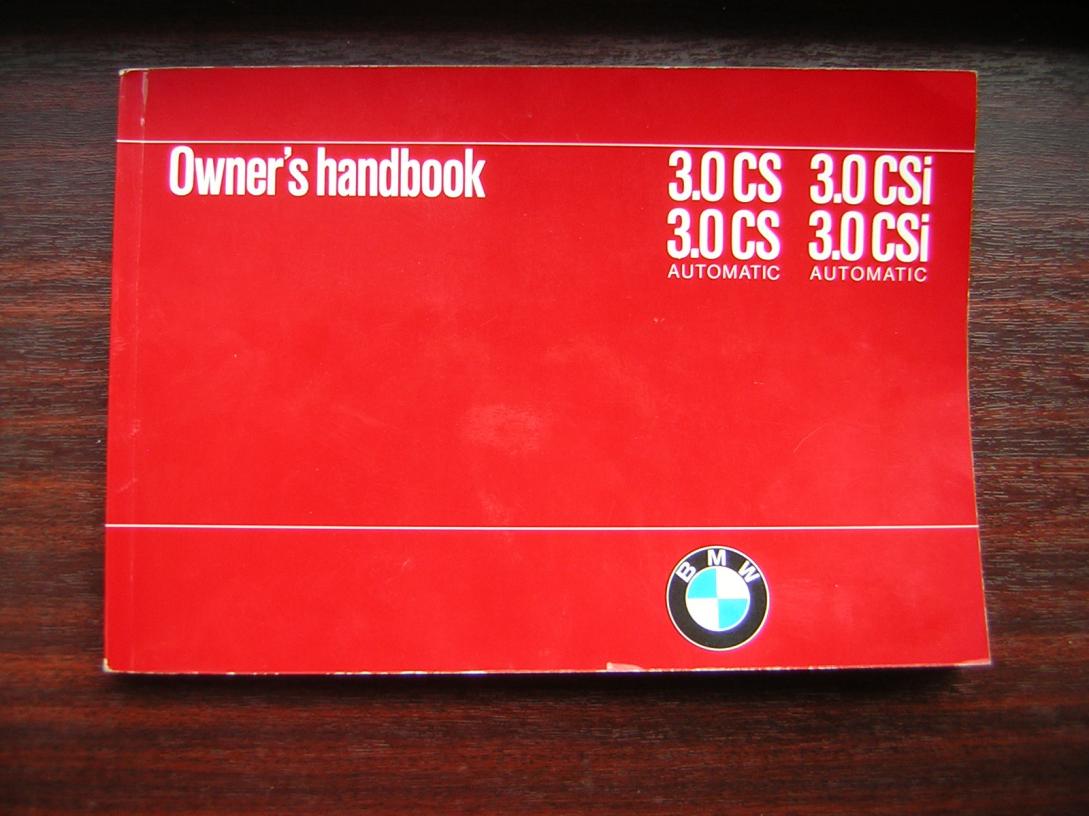 Owner's handbook
3.0 CS 3.0 CSi
3.0 CS 3.0 CSi
AUTOMATIC AUTOMATIC
BMW